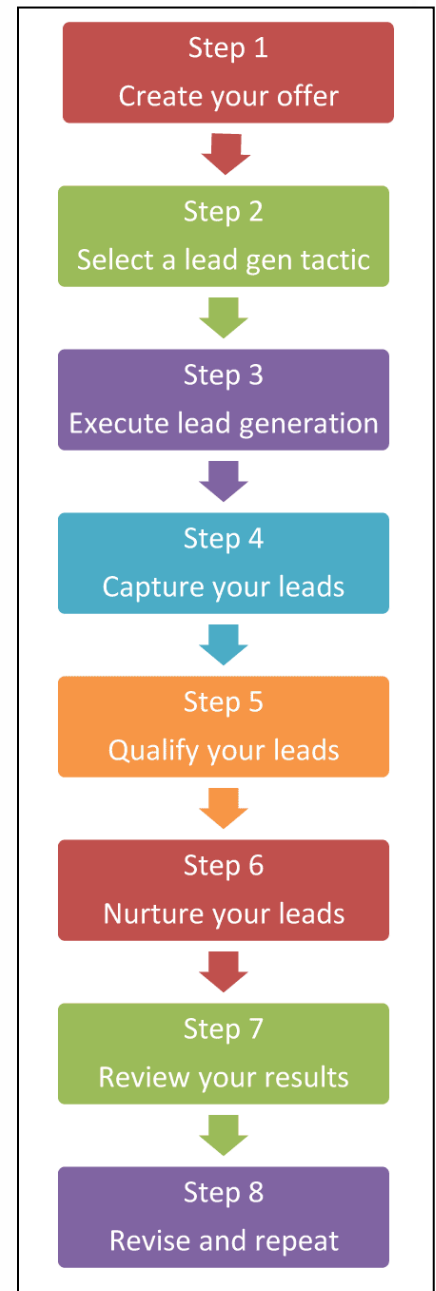 Step 1
Create your offer
Step 2
Select a lead gen tactic
Step 3
Execute lead generation
Step 4
Capture your leads
Step 5
Qualify your leads
Step 6
Nurture your leads
Step 7
Review your results
Step 8
Revise and repeat